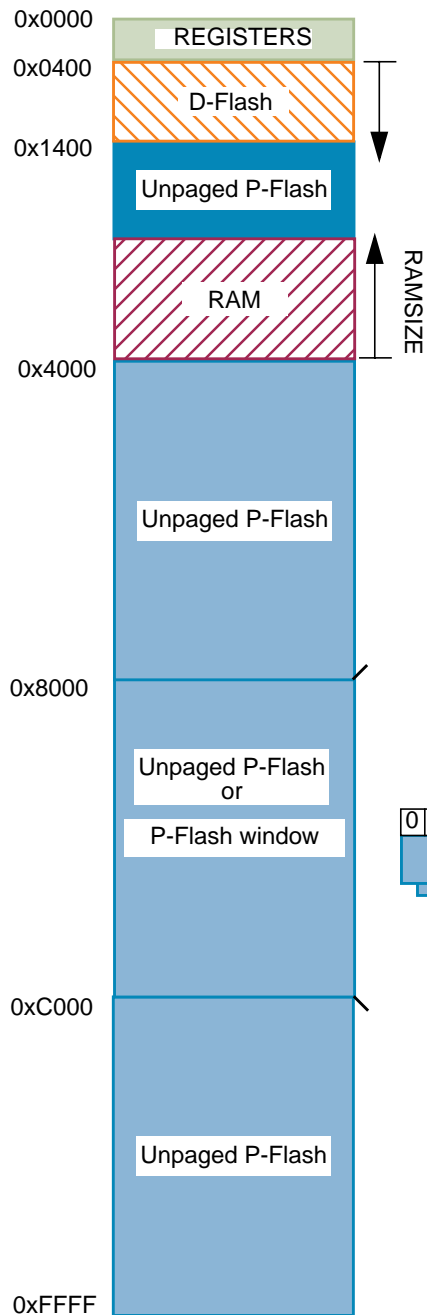 0x0000
REGISTERS
0x0400
D-Flash
0x1400
Unpaged P-Flash
RAM
RAMSIZE
0x4000
Unpaged P-Flash
0x8000
Unpaged P-Flash
or
P-Flash window
0
0xC000
Unpaged P-Flash
0xFFFF